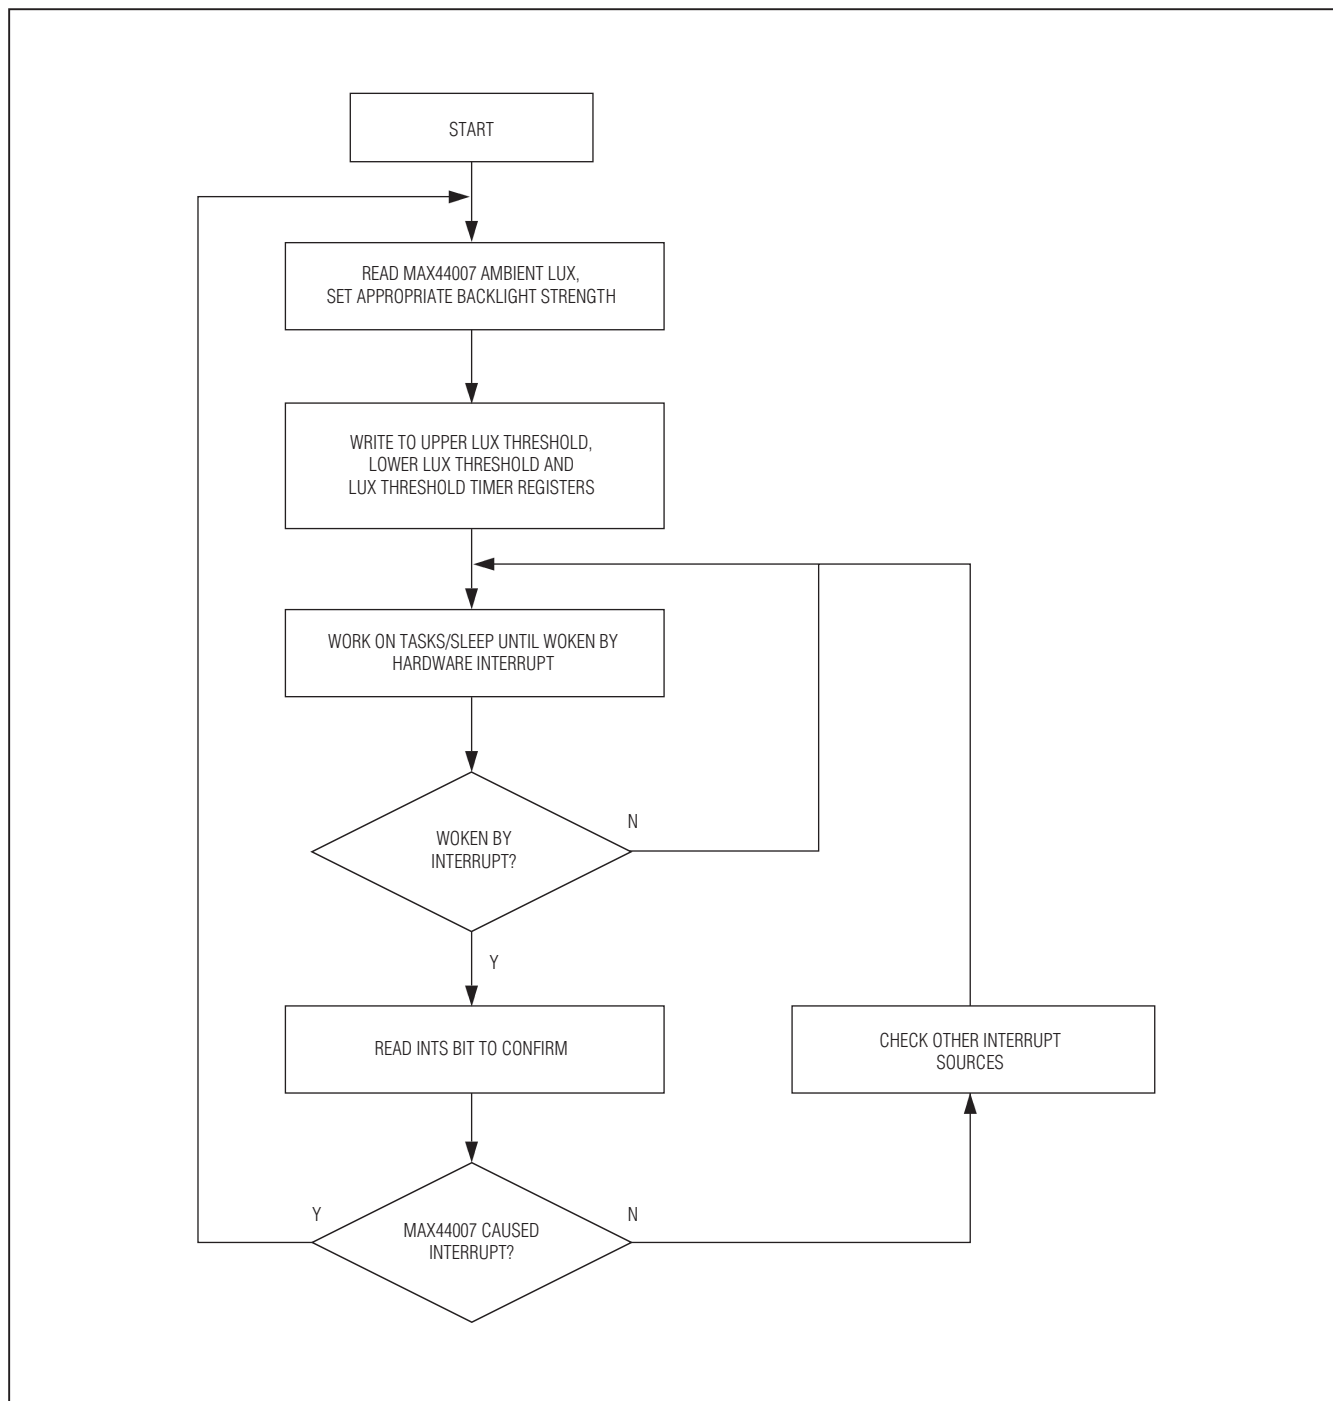 START
READ MAX44007 AMBIENT LUX,
SET APPROPRIATE BACKLIGHT STRENGTH
WRITE TO UPPER LUX THRESHOLD,
LOWER LUX THRESHOLD AND
LUX THRESHOLD TIMER REGISTERS
WORK ON TASKS/SLEEP UNTIL WOKEN BY
HARDWARE INTERRUPT
WOKEN BY
INTERRUPT?
N
Y
READ INTS BIT TO CONFIRM
CHECK OTHER INTERRUPT
SOURCES
Y
MAX44007 CAUSED
INTERRUPT?
N